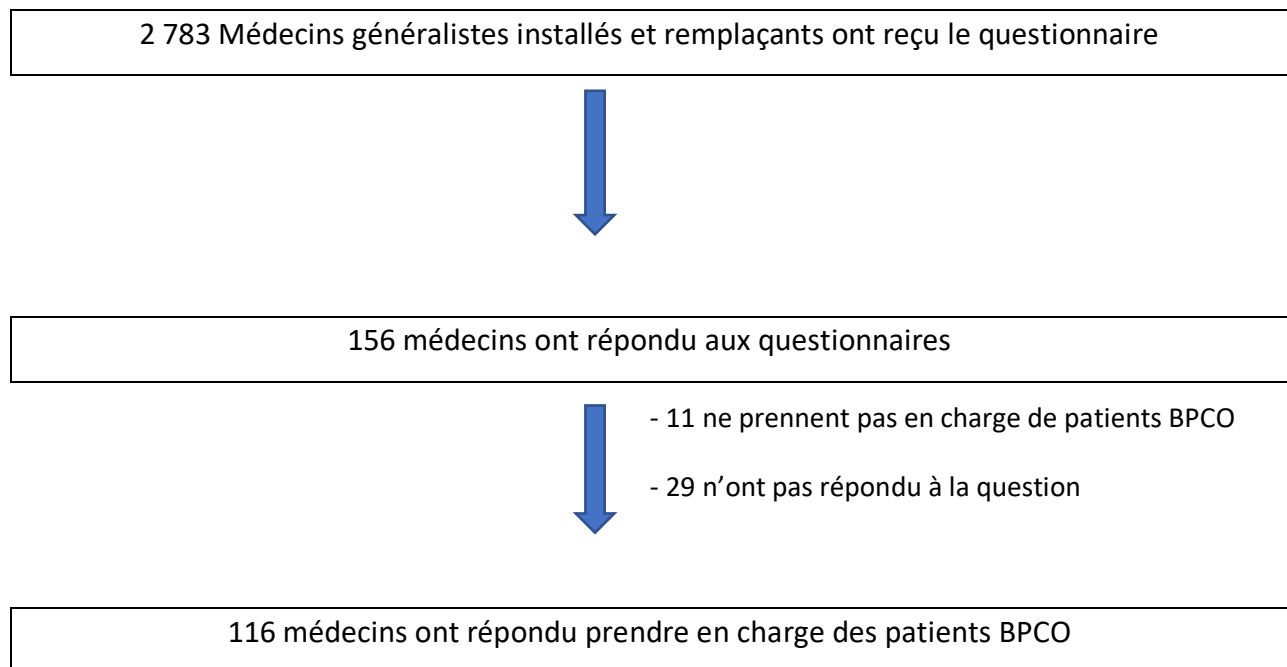 2 783 Médecins généralistes installés et remplaçants ont reçu le questionnaire
156 médecins ont répondu aux questionnaires
- 11 ne prennent pas en charge de patients BPCO
- 29 n’ont pas répondu à la question
116 médecins ont répondu prendre en charge des patients BPCO